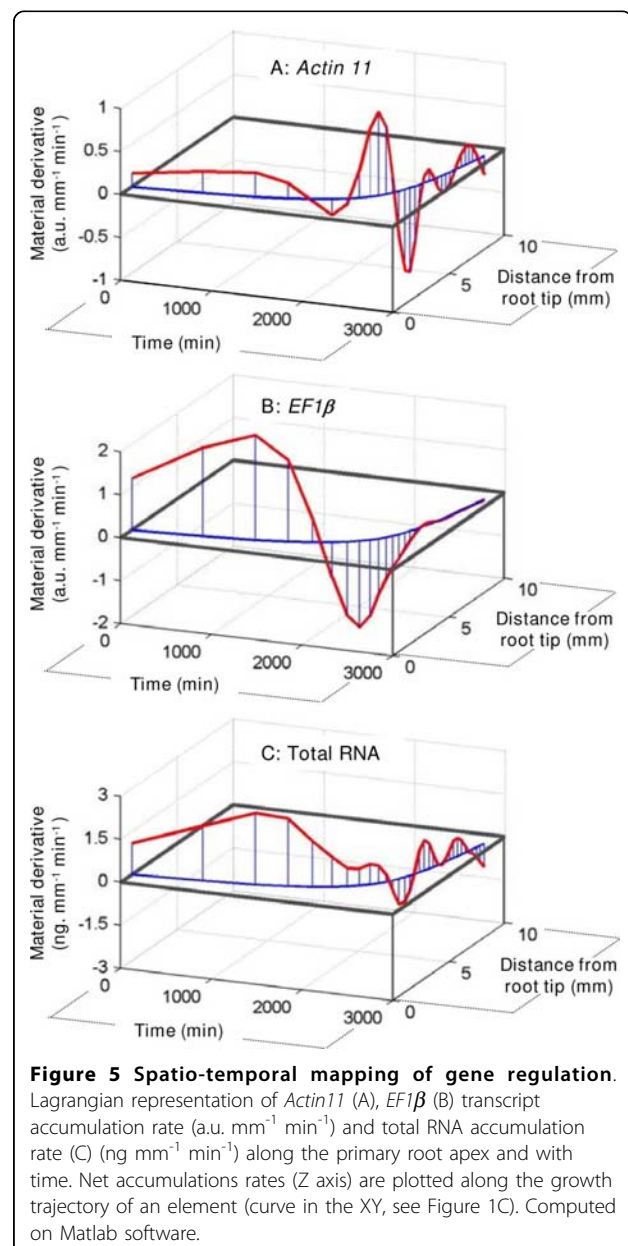 A: Actin 11
Material derivative
(a.u. mm⁻¹ min⁻¹)
1
0.5
0
-0.5
-1
0
1000
2000
3000
Time (min)
0
5
10
Distance from
root tip (mm)
B: EF1β
Material derivative
(a.u. mm⁻¹ min⁻¹)
2
1
0
-1
-2
0
1000
2000
3000
Time (min)
0
5
10
Distance from
root tip (mm)
C: Total RNA
Material derivative
(ng. mm⁻¹ min⁻¹)
3
1.5
0
-1.5
-3
0
1000
2000
3000
Time (min)
0
5
10
Distance from
root tip (mm)
Figure 5 Spatio-temporal mapping of gene regulation.
Lagrangian representation of Actin11 (A), EF1β (B) transcript
accumulation rate (a.u. mm⁻¹ min⁻¹) and total RNA accumulation
rate (C) (ng mm⁻¹ min⁻¹) along the primary root apex and with
time. Net accumulations rates (Z axis) are plotted along the growth
trajectory of an element (curve in the XY, see Figure 1C). Computed
on Matlab software.